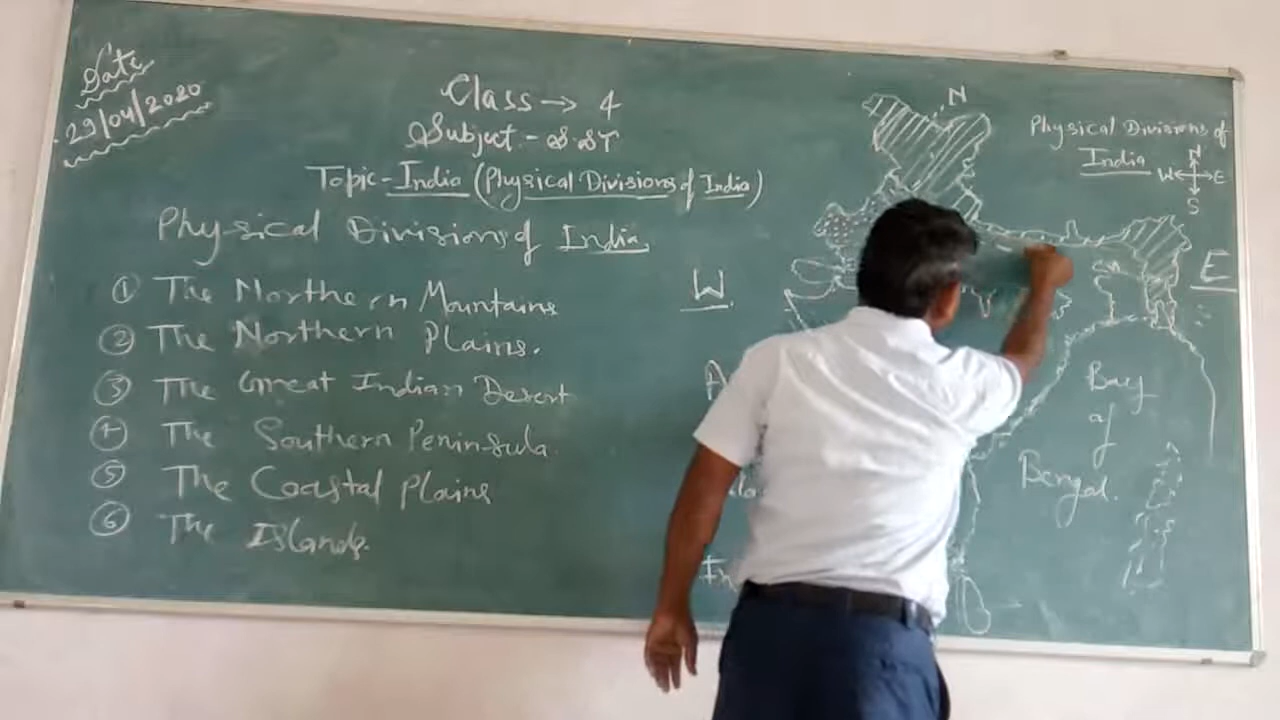 Date
29/04/2020
Class → 4
Subject - S.ST
Topic - India (Physical Divisions of India)
Physical Divisions of India
① The Northern Mountains
② The Northern Plains.
③ The Great Indian Desert
④ The Southern Peninsula
⑤ The Coastal Plains
⑥ The Islands.
N
Physical Divisions of
India
N
W E
S
W
E
Bay
of
Bengal.